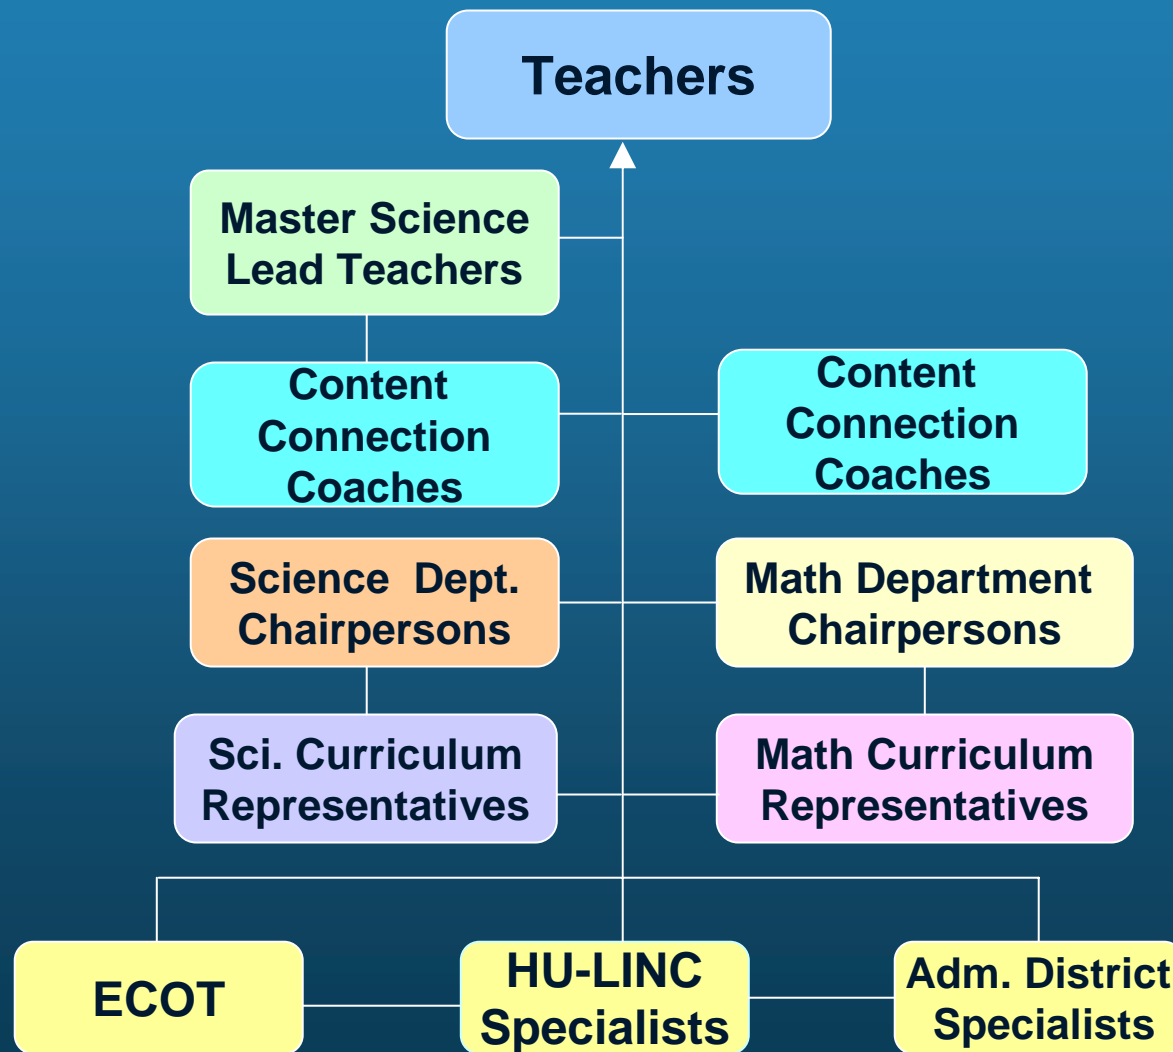 Teachers
Master Science
Lead Teachers
Content
Connection
Coaches
Content
Connection
Coaches
Science Dept.
Chairpersons
Math Department
Chairpersons
Sci. Curriculum
Representatives
Math Curriculum
Representatives
ECOT
HU-LINC
Specialists
Adm. District
Specialists